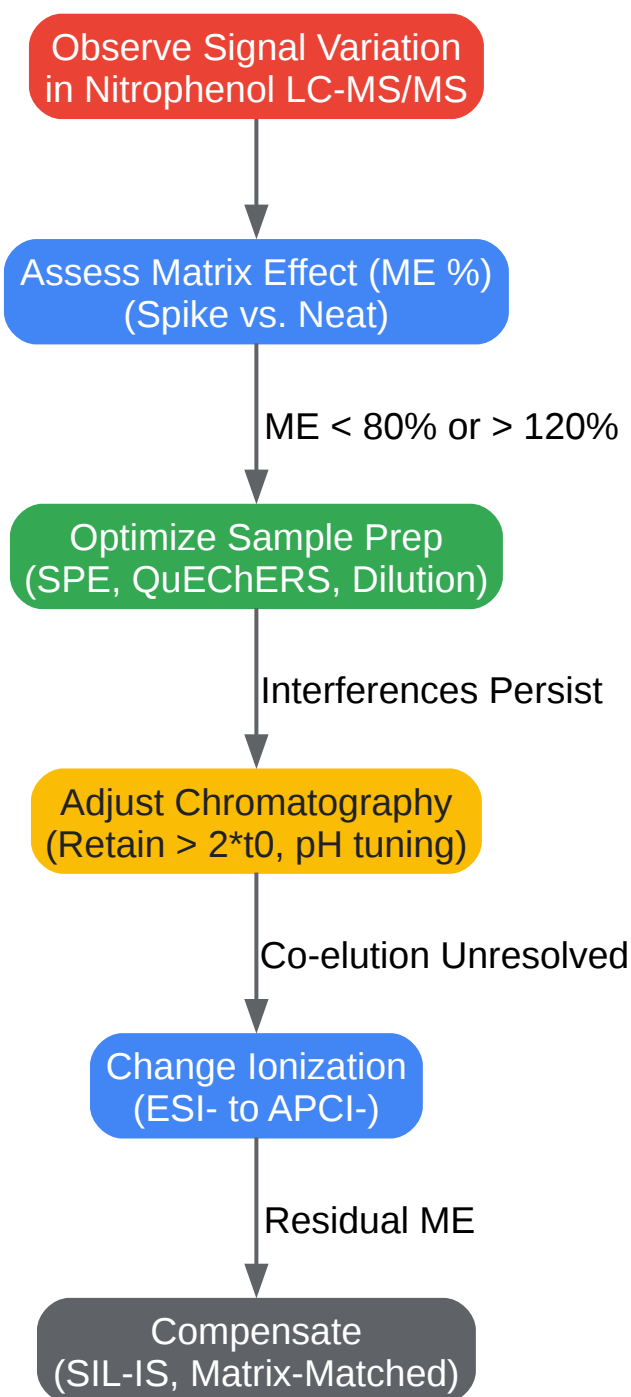 Observe Signal Variation
in Nitrophenol LC-MS/MS
Assess Matrix Effect (ME %)
(Spike vs. Neat)
ME < 80% or > 120%
Optimize Sample Prep
(SPE, QuEChERS, Dilution)
Interferences Persist
Adjust Chromatography
(Retain > 2*t0, pH tuning)
Co-elution Unresolved
Change Ionization
(ESI- to APCI-)
Residual ME
Compensate
(SIL-IS, Matrix-Matched)